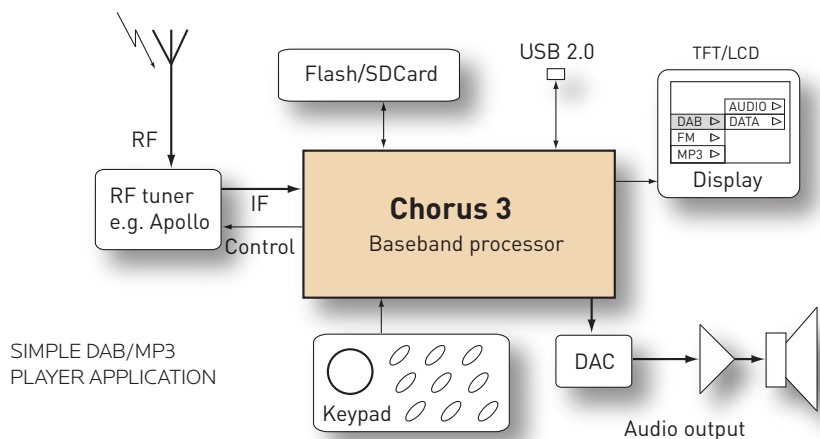 USB 2.0
TFT/LCD
Flash/SDCard
AUDIO
DAB
DATA
FM
MP3
Display
RF
RF tuner
e.g. Apollo
IF
Control
Chorus 3
Baseband processor
SIMPLE DAB/MP3
PLAYER APPLICATION
Keypad
DAC
Audio output